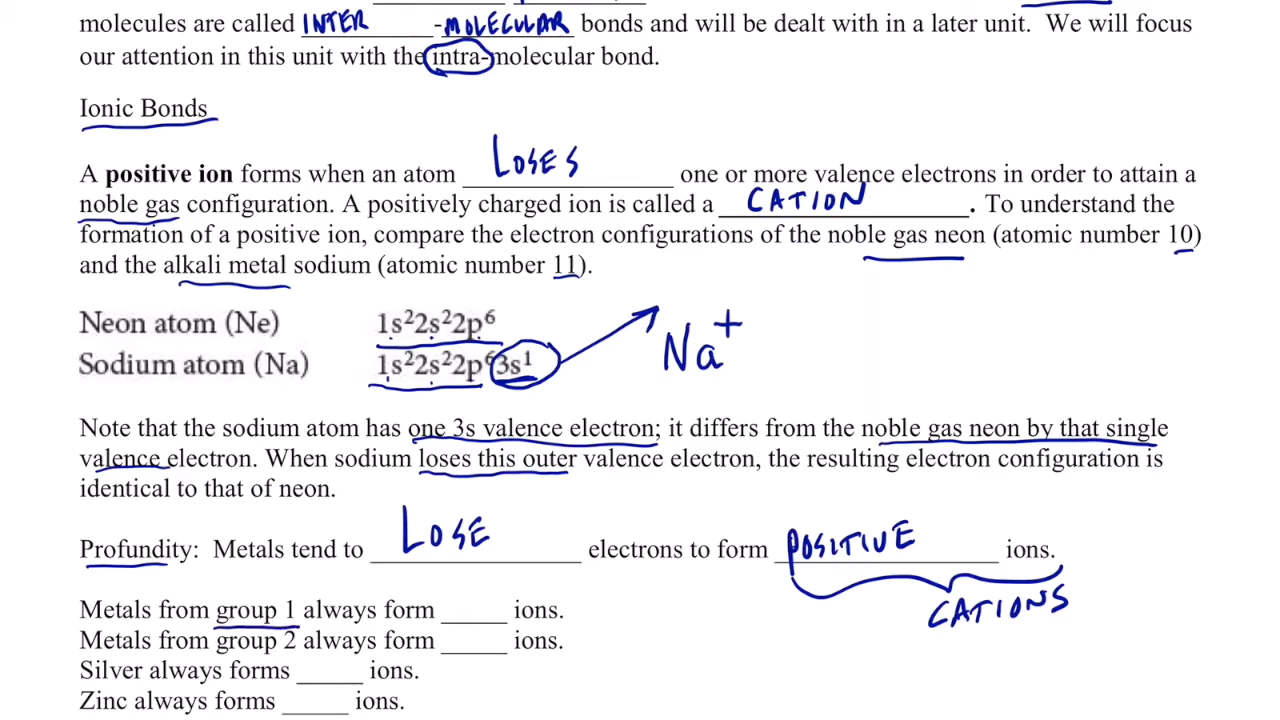 molecules are called INTER -MOLECULAR bonds and will be dealt with in a later unit. We will focus
our attention in this unit with the intra-molecular bond.
Ionic Bonds
A positive ion forms when an atom LOSES one or more valence electrons in order to attain a
noble gas configuration. A positively charged ion is called a CATION. To understand the
formation of a positive ion, compare the electron configurations of the noble gas neon (atomic number 10)
and the alkali metal sodium (atomic number 11).
Neon atom (Ne) 1s²2s²2p⁶
Sodium atom (Na) 1s²2s²2p⁶3s¹
Na⁺
Note that the sodium atom has one 3s valence electron; it differs from the noble gas neon by that single
valence electron. When sodium loses this outer valence electron, the resulting electron configuration is
identical to that of neon.
Profundity: Metals tend to LOSE electrons to form POSITIVE ions.
CATIONS
Metals from group 1 always form _____ ions.
Metals from group 2 always form _____ ions.
Silver always forms _____ ions.
Zinc always forms _____ ions.